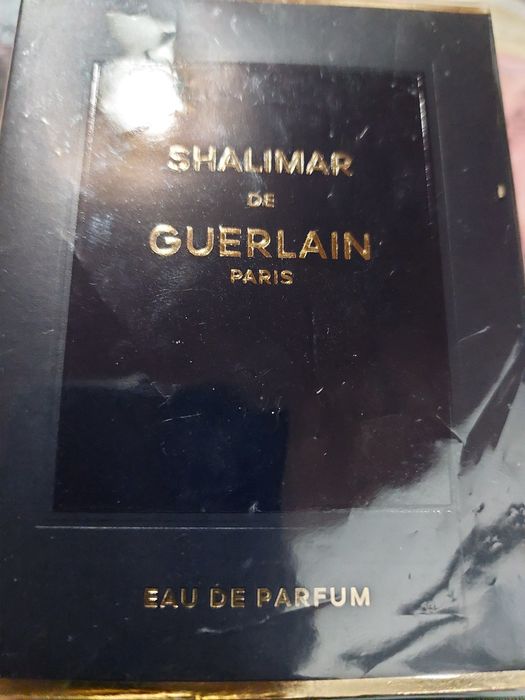 SHALIMAR
DE
GUERLAIN
PARIS
EAU DE PARFUM